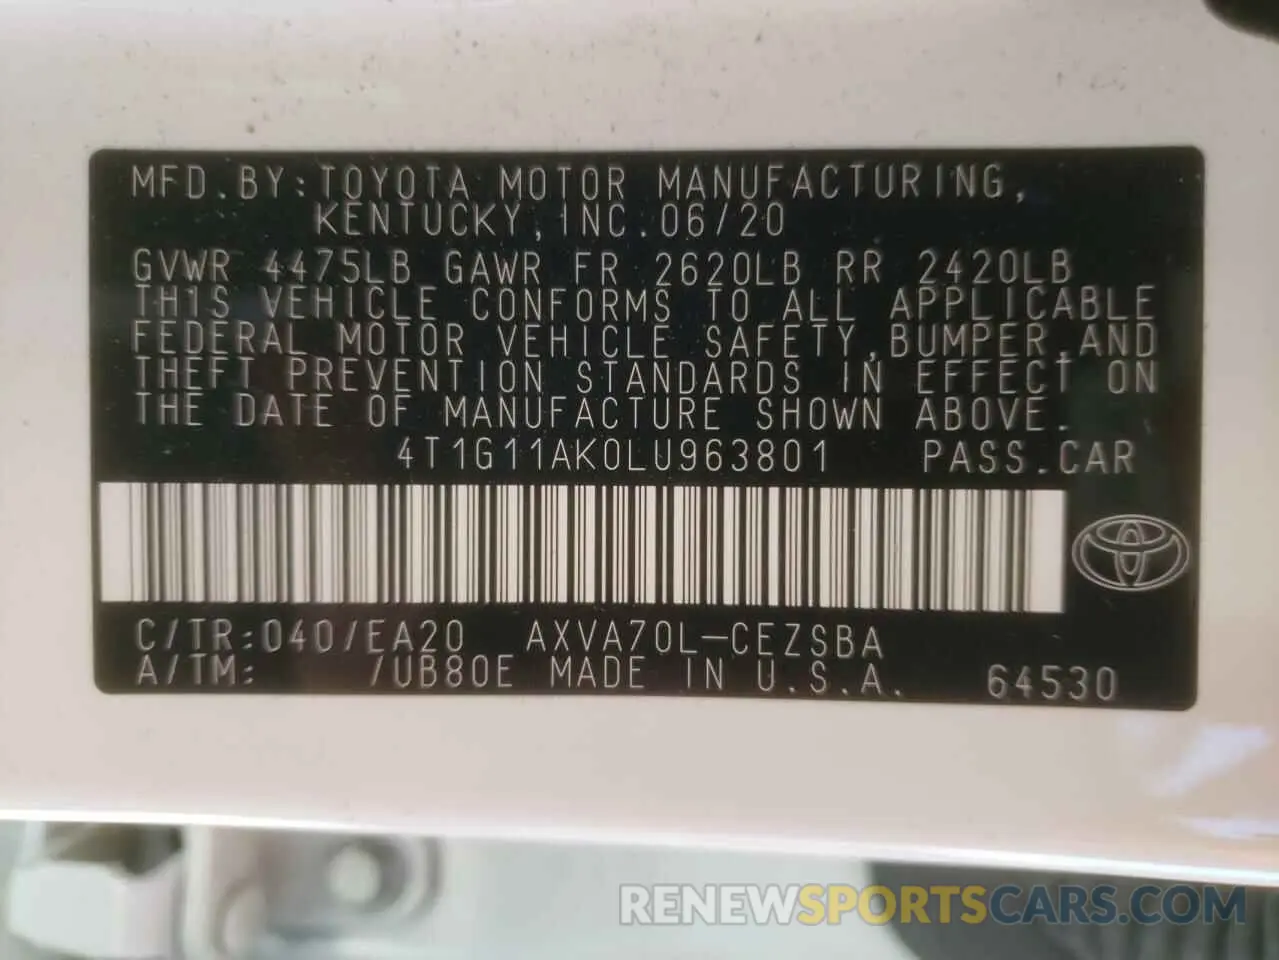 MFD.BY:TOYOTA MOTOR MANUFACTURING,
KENTUCKY,INC.06/20
GVWR 4475LB GAWR FR 2620LB RR 2420LB
THIS VEHICLE CONFORMS TO ALL APPLICABLE
FEDERAL MOTOR VEHICLE SAFETY,BUMPER,AND
THEFT PREVENTION STANDARDS IN EFFECT ON
THE DATE OF MANUFACTURE SHOWN ABOVE.
4T1G11AK0LU963801 PASS.CAR
C/TR:040/EA20 AXVA70L-CEZSBA
A/TM: /UB80E MADE IN U.S.A. 64530
RENEWSPORTSCARS.COM